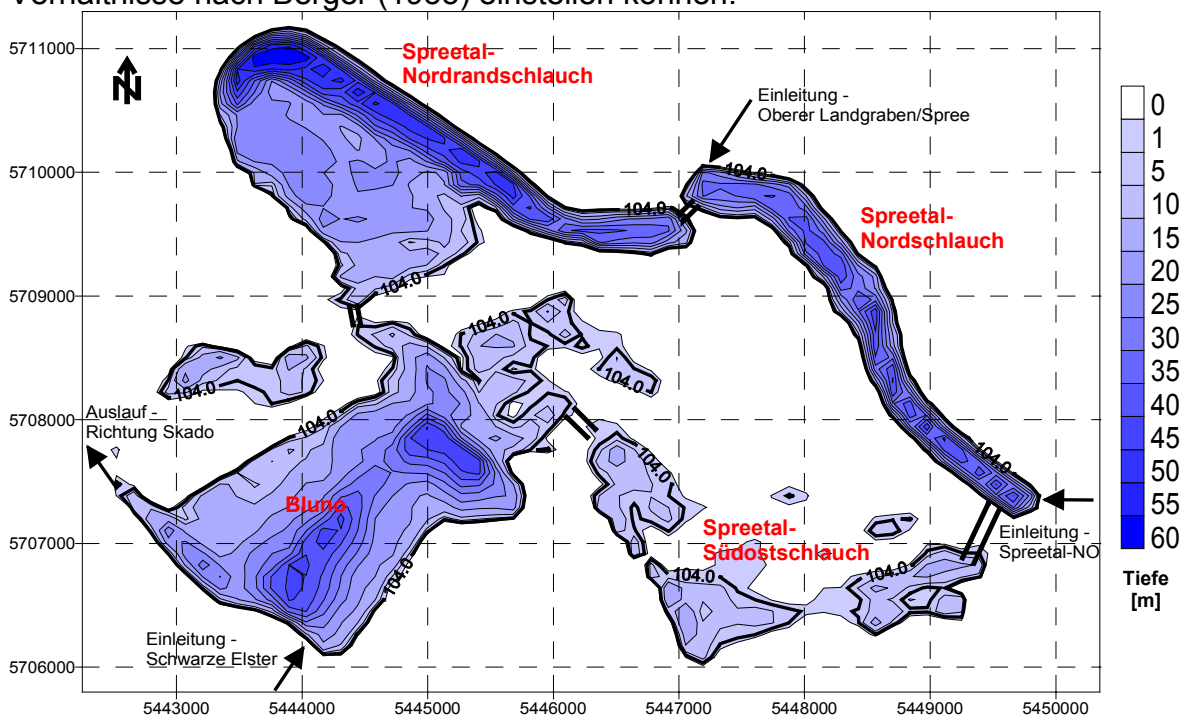 Verhältnisse nach Berger (1955) einstellen können.
5711000
5710000
5709000
5708000
5707000
5706000
N
Spreetal-
Nordrandschlauch
Einleitung -
Oberer Landgraben/Spree
104.0
104.0
Spreetal-
Nordschlauch
104.0
104.0
104.0
104.0
104.0
Auslauf -
Richtung Skado
Bluno
104.0
104.0
104.0
Spreetal-
Südostschlauch
104.0
104.0
Einleitung -
Spreetal-NO
Einleitung -
Schwarze Elster
5443000
5444000
5445000
5446000
5447000
5448000
5449000
5450000
0
1
5
10
15
20
25
30
35
40
45
50
55
60
Tiefe
[m]